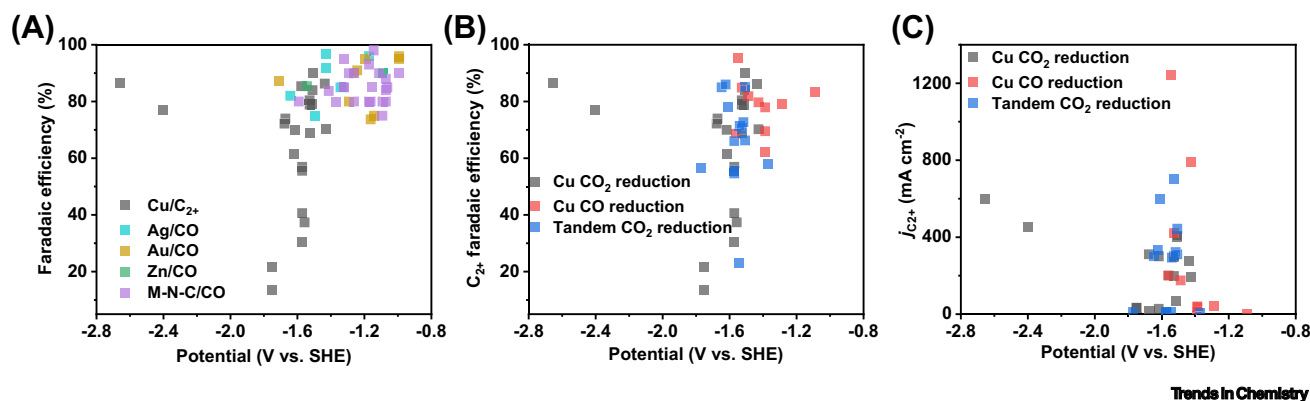 (A)
Faradaic efficiency (%)
100
80
60
40
20
Cu/C₂₊
Ag/CO
Au/CO
Zn/CO
M-N-C/CO
-2.8 -2.4 -2.0 -1.6 -1.2 -0.8
Potential (V vs. SHE)
(B)
C₂₊ faradaic efficiency (%)
100
80
60
40
20
Cu CO₂ reduction
Cu CO reduction
Tandem CO₂ reduction
-2.8 -2.4 -2.0 -1.6 -1.2 -0.8
Potential (V vs. SHE)
(C)
jC2+ (mA cm⁻²)
1200
800
400
0
Cu CO₂ reduction
Cu CO reduction
Tandem CO₂ reduction
-2.8 -2.4 -2.0 -1.6 -1.2 -0.8
Potential (V vs. SHE)
Trends in Chemistry